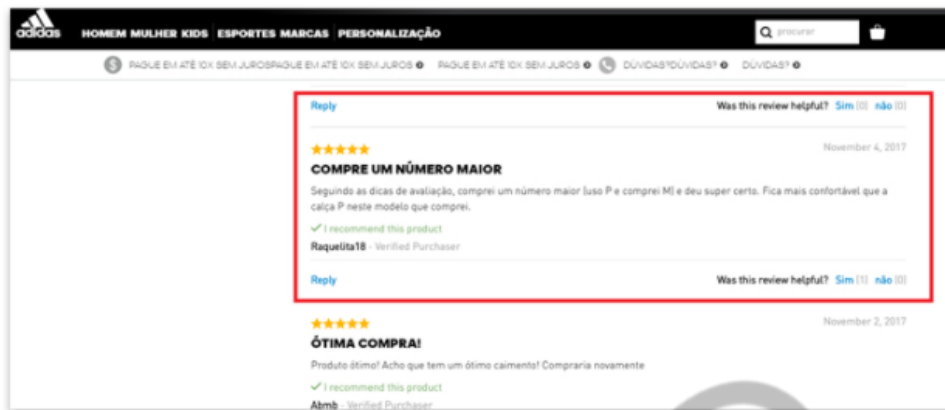 adidas HOMEM MULHER KIDS ESPORTES MARCAS PERSONALIZAÇÃO procurar
PAGUE EM ATÉ 10X SEM JUROSPAGUE EM ATÉ 10X SEM JUROS PAGUE EM ATÉ 10X SEM JUROS DÚVIDAS?DÚVIDAS? DÚVIDAS?
Reply Was this review helpful? Sim (0) não (0)
November 4, 2017
COMPRE UM NÚMERO MAIOR
Seguindo as dicas de avaliação, comprei um número maior (uso P e comprei M) e deu super certo. Fica mais confortável que a
calça P neste modelo que comprei.
✓ I recommend this product
Raquelita18 - Verified Purchaser
Reply Was this review helpful? Sim (1) não (0)
November 2, 2017
ÓTIMA COMPRA!
Produto ótimo! Acho que tem um ótimo caimento! Compraria novamente
✓ I recommend this product
Abmb - Verified Purchaser